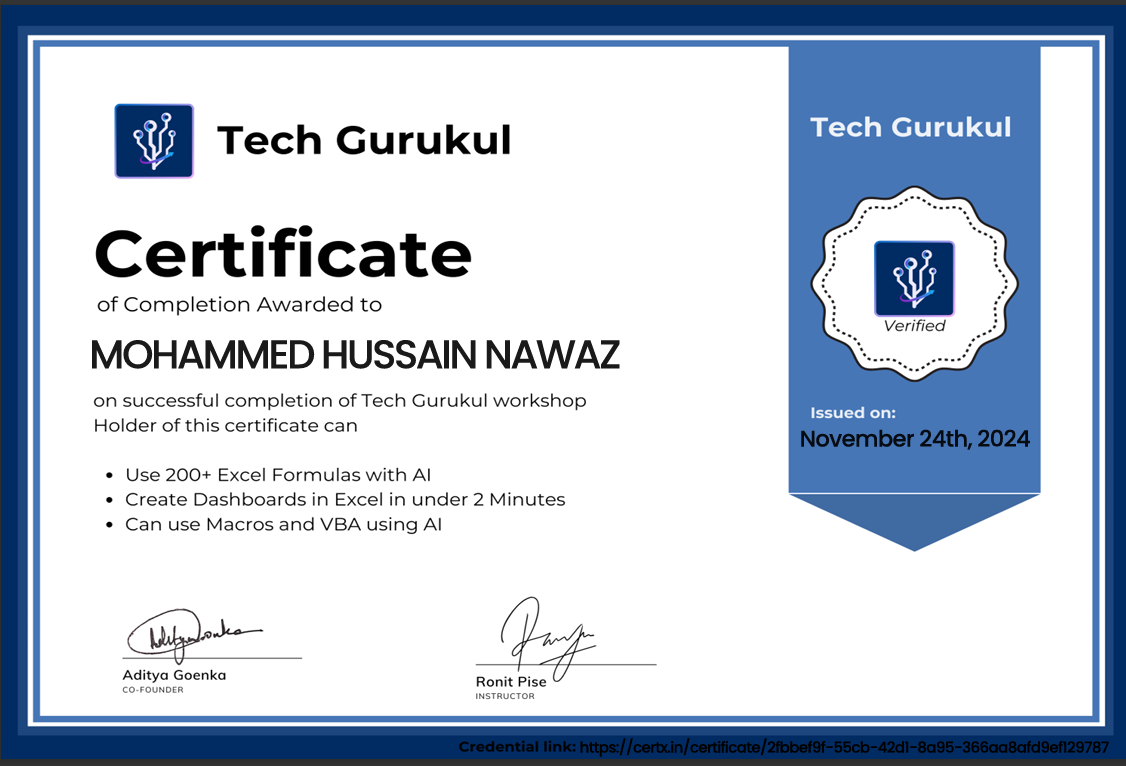 Tech Gurukul
Tech Gurukul
Certificate
of Completion Awarded to
MOHAMMED HUSSAIN NAWAZ
on successful completion of Tech Gurukul workshop
Holder of this certificate can
• Use 200+ Excel Formulas with AI
• Create Dashboards in Excel in under 2 Minutes
• Can use Macros and VBA using AI
Verified
Issued on:
November 24th, 2024
Aditya Goenka
CO-FOUNDER
Ronit Pise
INSTRUCTOR
Credential link: https://certx.in/certificate/2fbbef9f-55cb-42d1-8a95-366aa8afd9ef129787